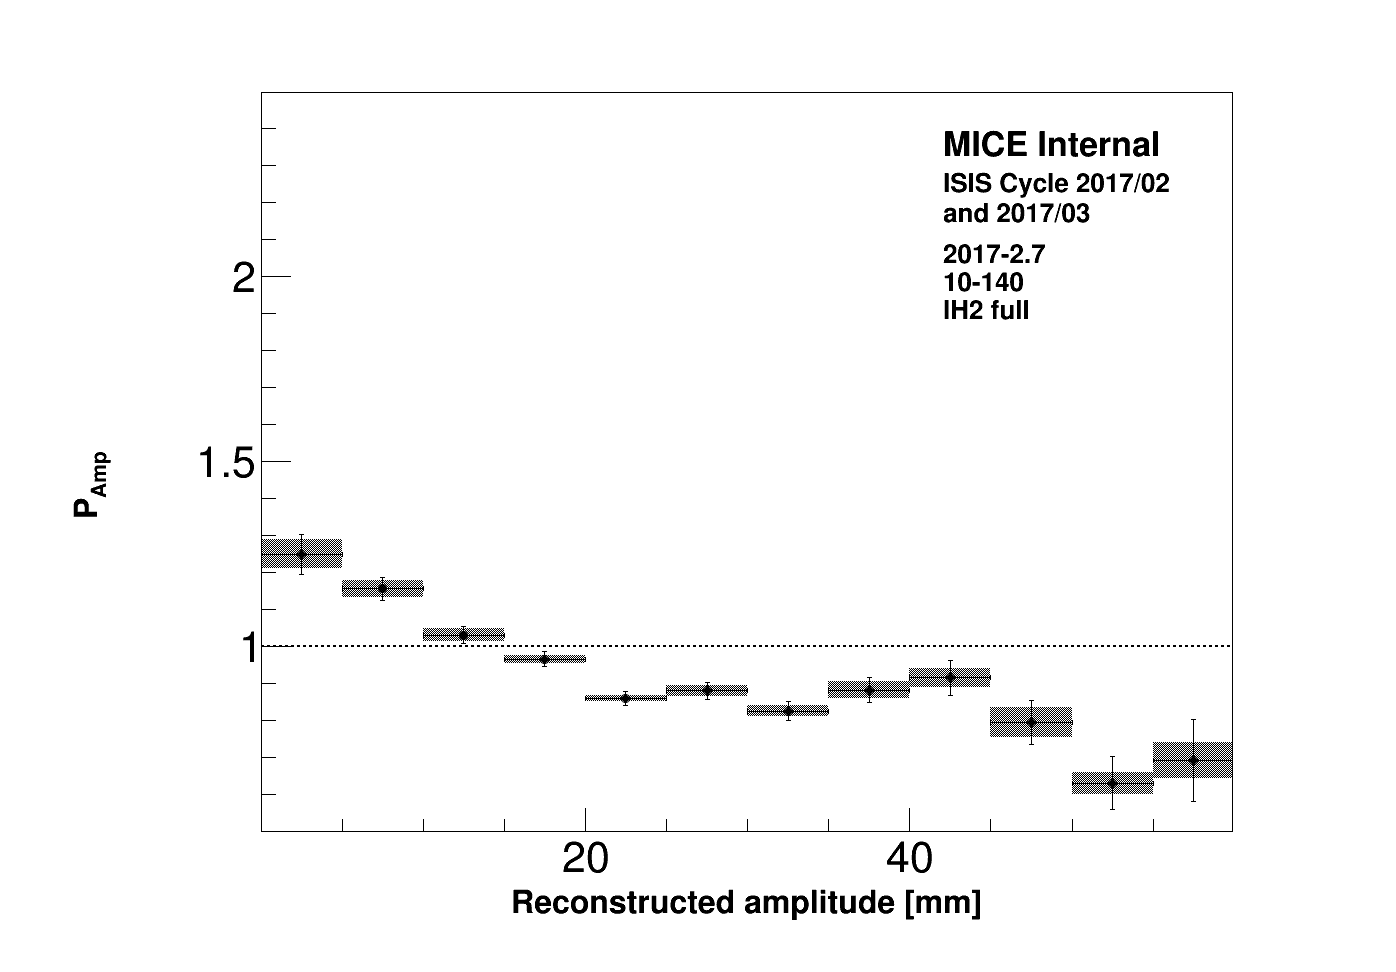 MICE Internal
ISIS Cycle 2017/02
and 2017/03
2017-2.7
10-140
lH2 full
2
1.5
1
P_Amp
20
40
Reconstructed amplitude [mm]